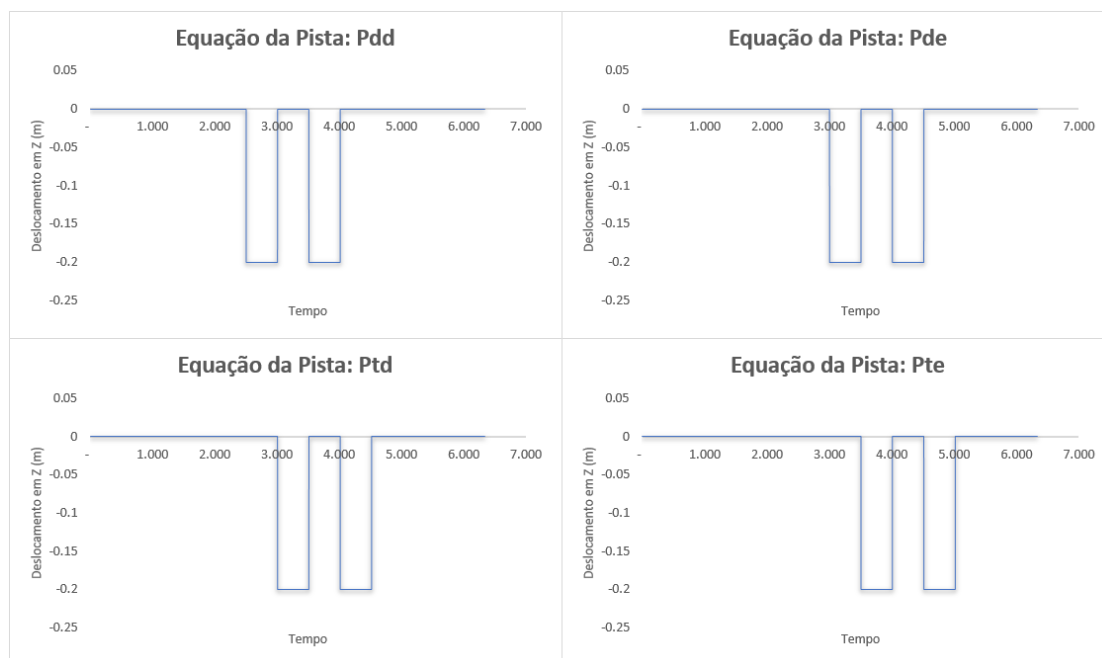 Equação da Pista: Pdd
0.05
0
- 1.000 2.000 3.000 4.000 5.000 6.000 7.000
-0.05
-0.1
-0.15
-0.2
-0.25
Deslocamento em Z (m)
Tempo
Equação da Pista: Pde
0.05
0
- 1.000 2.000 3.000 4.000 5.000 6.000 7.000
-0.05
-0.1
-0.15
-0.2
-0.25
Deslocamento em Z (m)
Tempo
Equação da Pista: Ptd
0.05
0
- 1.000 2.000 3.000 4.000 5.000 6.000 7.000
-0.05
-0.1
-0.15
-0.2
-0.25
Deslocamento em Z (m)
Tempo
Equação da Pista: Pte
0.05
0
- 1.000 2.000 3.000 4.000 5.000 6.000 7.000
-0.05
-0.1
-0.15
-0.2
-0.25
Deslocamento em Z (m)
Tempo